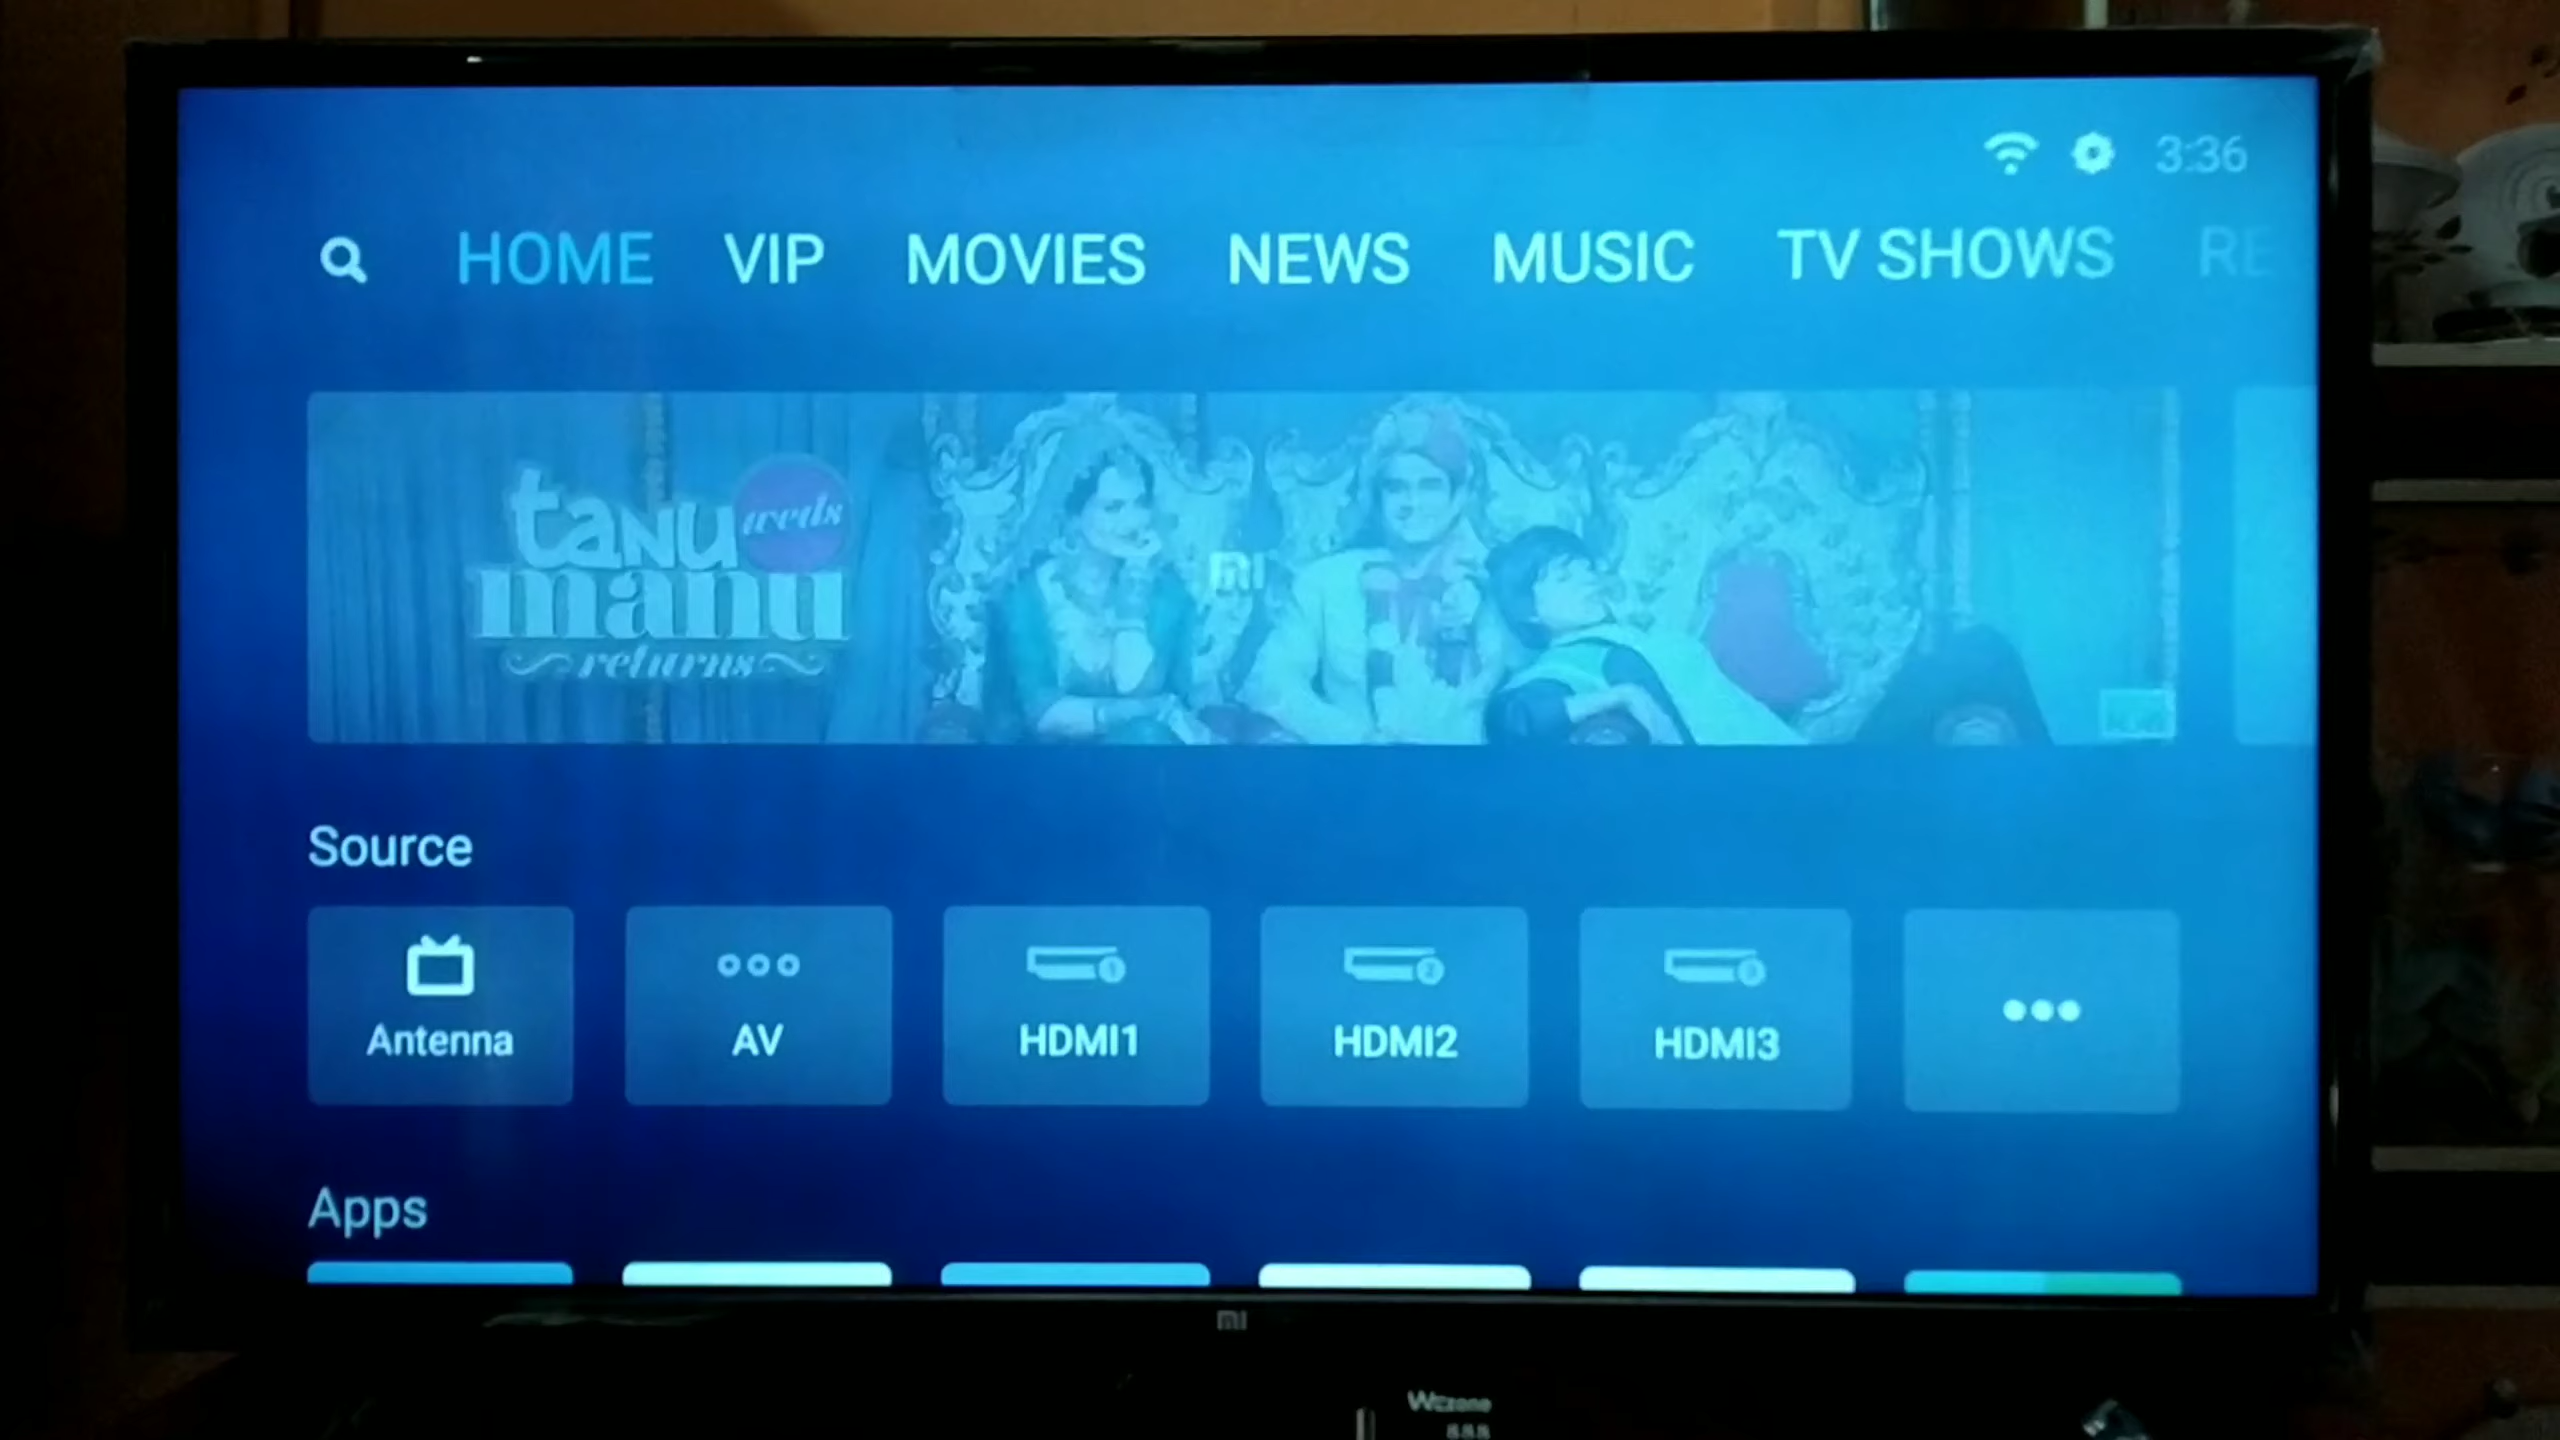 3:36
HOME VIP MOVIES NEWS MUSIC TV SHOWS RE
tanu weds
manu
returns
mi
Source
Antenna AV HDMI1 HDMI2 HDMI3
Apps
mi